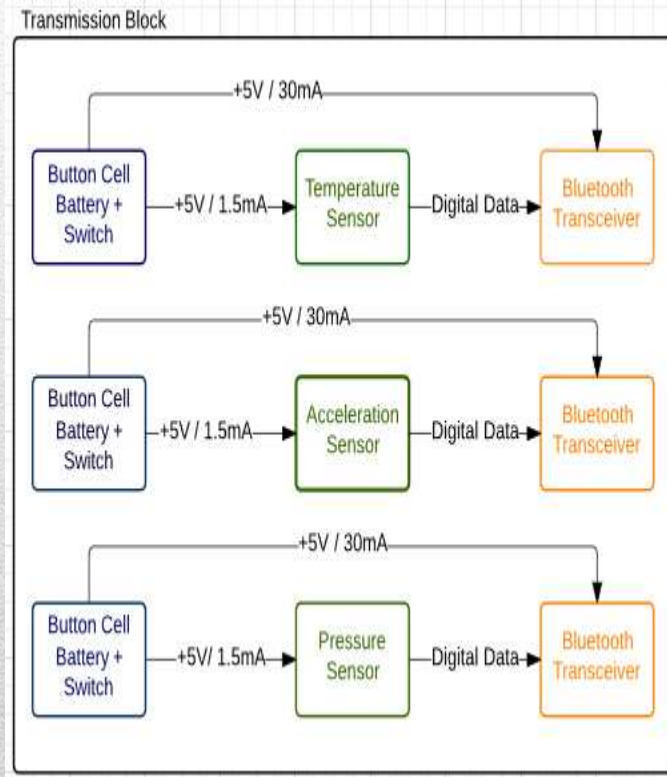 Transmission Block
+5V / 30mA
Button Cell
Battery +
Switch
+5V / 1.5mA
Temperature
Sensor
Digital Data
Bluetooth
Transceiver
+5V / 30mA
Button Cell
Battery +
Switch
+5V / 1.5mA
Acceleration
Sensor
Digital Data
Bluetooth
Transceiver
+5V / 30mA
Button Cell
Battery +
Switch
+5V/ 1.5mA
Pressure
Sensor
Digital Data
Bluetooth
Transceiver